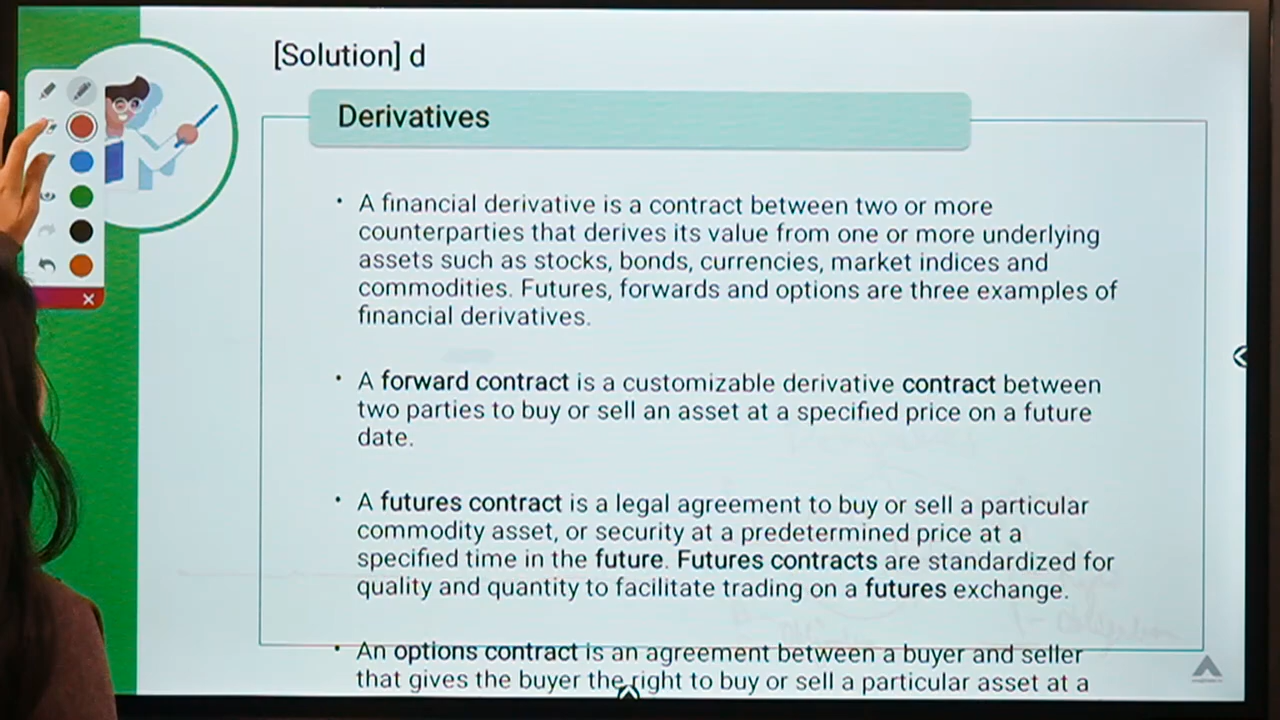 [Solution] d
Derivatives
• A financial derivative is a contract between two or more
counterparties that derives its value from one or more underlying
assets such as stocks, bonds, currencies, market indices and
commodities. Futures, forwards and options are three examples of
financial derivatives.
• A forward contract is a customizable derivative contract between
two parties to buy or sell an asset at a specified price on a future
date.
• A futures contract is a legal agreement to buy or sell a particular
commodity asset, or security at a predetermined price at a
specified time in the future. Futures contracts are standardized for
quality and quantity to facilitate trading on a futures exchange.
• An options contract is an agreement between a buyer and seller
that gives the buyer the right to buy or sell a particular asset at a